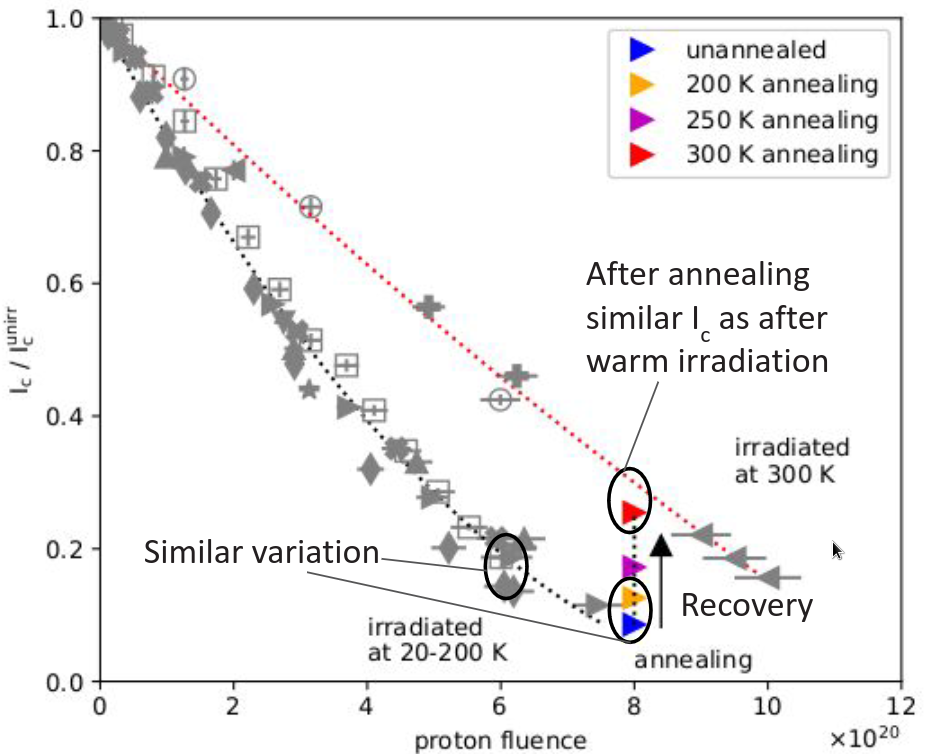 1.0
0.8
0.6
0.4
0.2
0.0
I_c / I_c^unirr
unannealed
200 K annealing
250 K annealing
300 K annealing
After annealing
similar I_c as after
warm irradiation
irradiated
at 300 K
Similar variation
Recovery
irradiated
at 20-200 K
annealing
0 2 4 6 8 10 12
×10^20
proton fluence